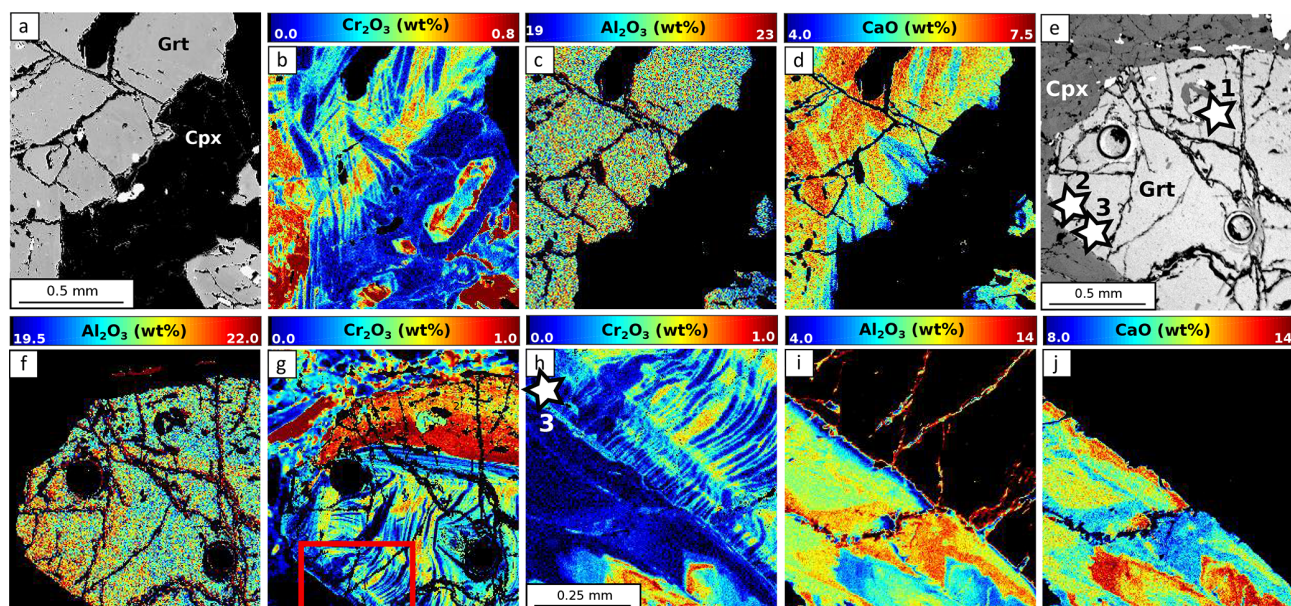 a
Grt
Cpx
0.5 mm
Cr₂O₃ (wt%)
0.0
0.8
b
Al₂O₃ (wt%)
19
23
c
CaO (wt%)
4.0
7.5
d
e
Cpx
1
Grt
2
3
0.5 mm
Al₂O₃ (wt%)
19.5
22.0
f
Cr₂O₃ (wt%)
0.0
1.0
g
Cr₂O₃ (wt%)
0.0
1.0
h
3
0.25 mm
Al₂O₃ (wt%)
4.0
14
i
CaO (wt%)
8.0
14
j